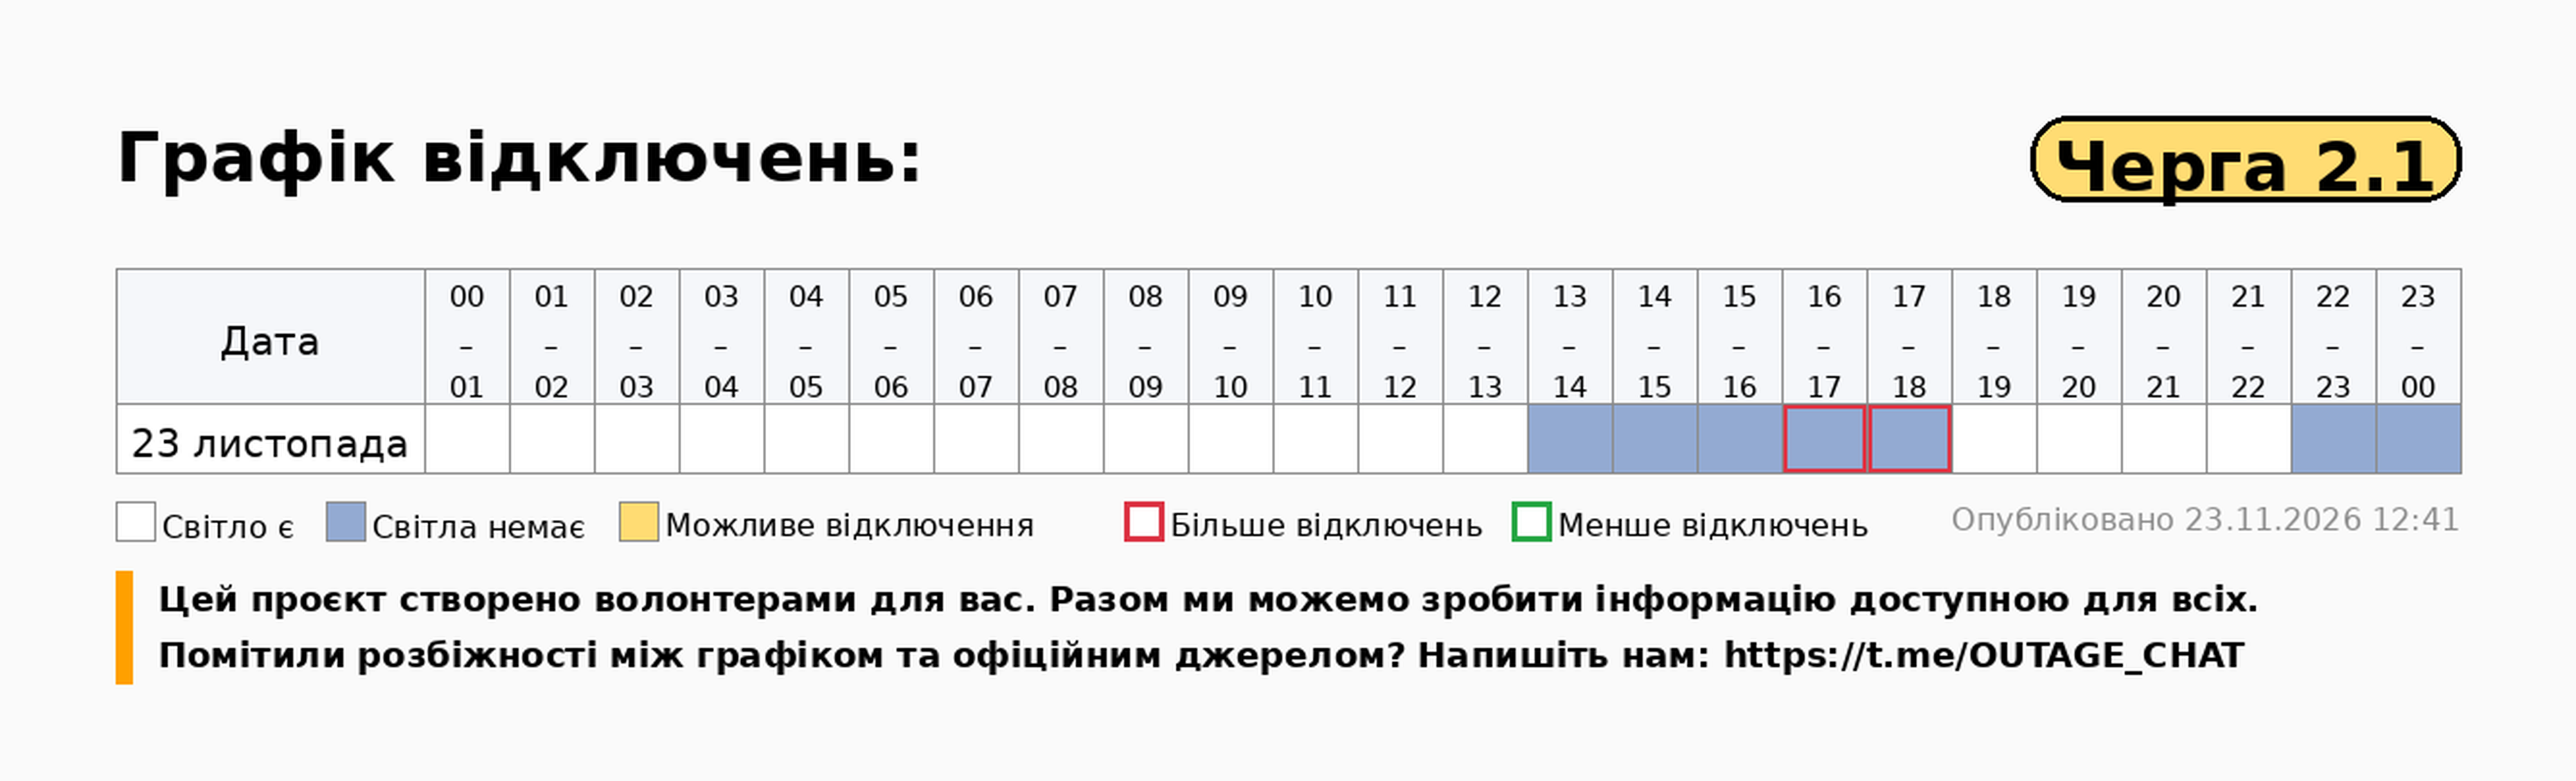 Графік відключень:
Черга 2.1
Дата
00 – 01
01 – 02
02 – 03
03 – 04
04 – 05
05 – 06
06 – 07
07 – 08
08 – 09
09 – 10
10 – 11
11 – 12
12 – 13
13 – 14
14 – 15
15 – 16
16 – 17
17 – 18
18 – 19
19 – 20
20 – 21
21 – 22
22 – 23
23 – 00
23 листопада
Світло є
Світла немає
Можливе відключення
Більше відключень
Менше відключень
Опубліковано 23.11.2026 12:41
Цей проєкт створено волонтерами для вас. Разом ми можемо зробити інформацію доступною для всіх.
Помітили розбіжності між графіком та офіційним джерелом? Напишіть нам: https://t.me/OUTAGE_CHAT